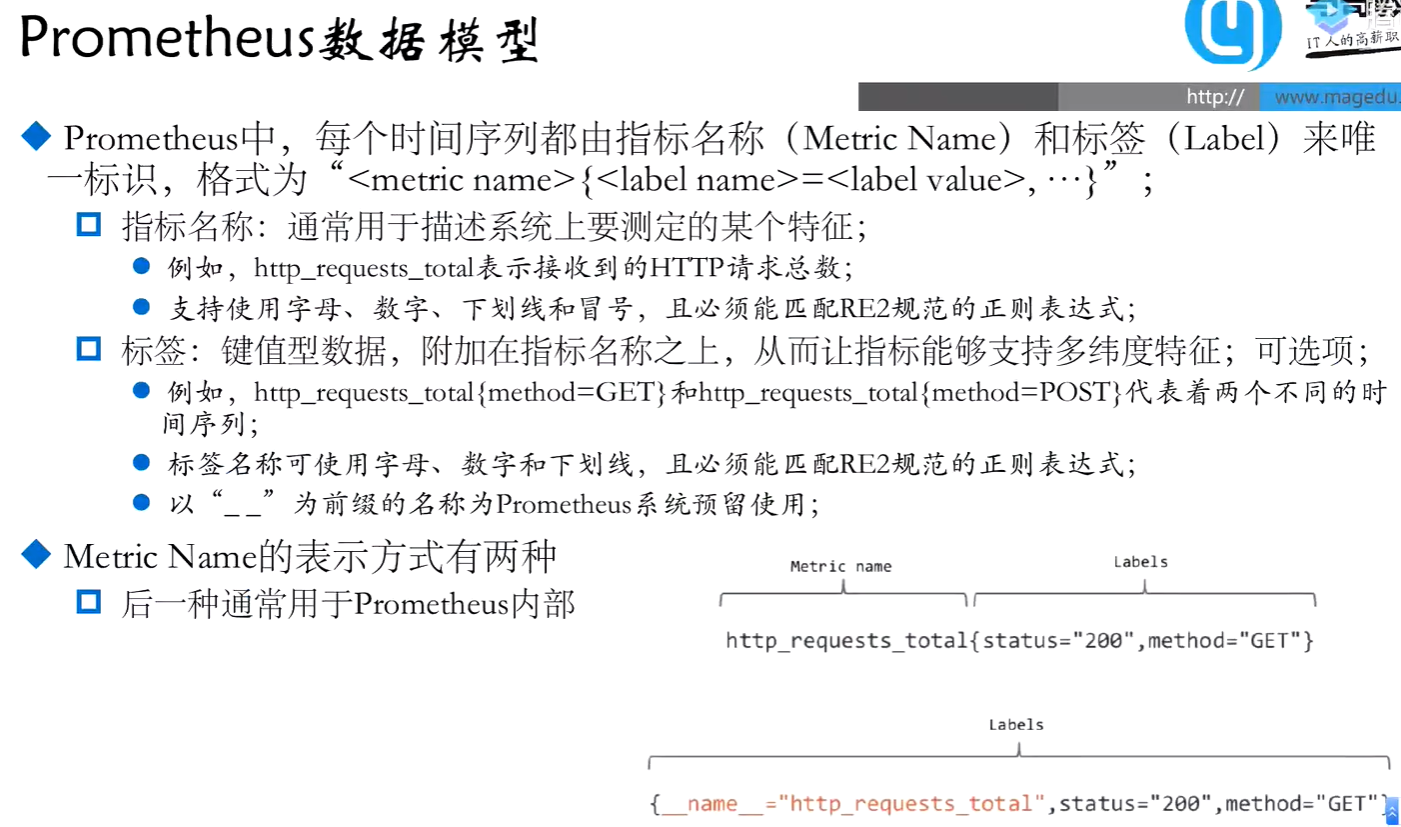 Prometheus数据模型
IT人的高薪职
http://
www.magedu.
Prometheus中，每个时间序列都由指标名称（Metric Name）和标签（Label）来唯
一标识，格式为“<metric name>{<label name>=<label value>, …}”；
指标名称：通常用于描述系统上要测定的某个特征；
例如，http_requests_total表示接收到的HTTP请求总数；
支持使用字母、数字、下划线和冒号，且必须能匹配RE2规范的正则表达式；
标签：键值型数据，附加在指标名称之上，从而让指标能够支持多纬度特征；可选项；
例如，http_requests_total{method=GET}和http_requests_total{method=POST}代表着两个不同的时
间序列；
标签名称可使用字母、数字和下划线，且必须能匹配RE2规范的正则表达式；
以“_ _”为前缀的名称为Prometheus系统预留使用；
Metric Name的表示方式有两种
后一种通常用于Prometheus内部
Metric name
Labels
http_requests_total{status="200",method="GET"}
Labels
{__name__="http_requests_total",status="200",method="GET"}